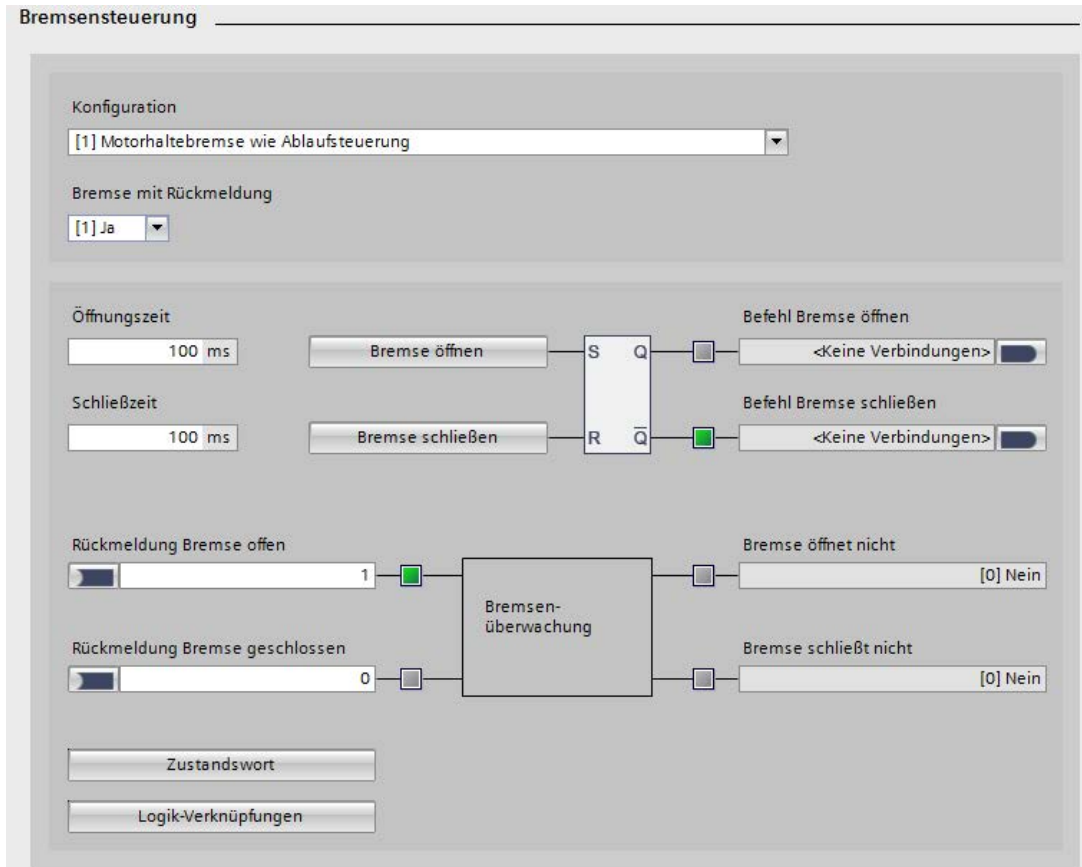 Bremsensteuerung
Konfiguration
[1] Motorhaltebremse wie Ablaufsteuerung
Bremse mit Rückmeldung
[1] Ja
Öffnungszeit
Befehl Bremse öffnen
100 ms
Bremse öffnen
S Q
<Keine Verbindungen>
Schließzeit
Befehl Bremse schließen
100 ms
Bremse schließen
R Q̅
<Keine Verbindungen>
Rückmeldung Bremse offen
Bremse öffnet nicht
1
[0] Nein
Bremsen-
überwachung
Rückmeldung Bremse geschlossen
Bremse schließt nicht
0
[0] Nein
Zustandswort
Logik-Verknüpfungen